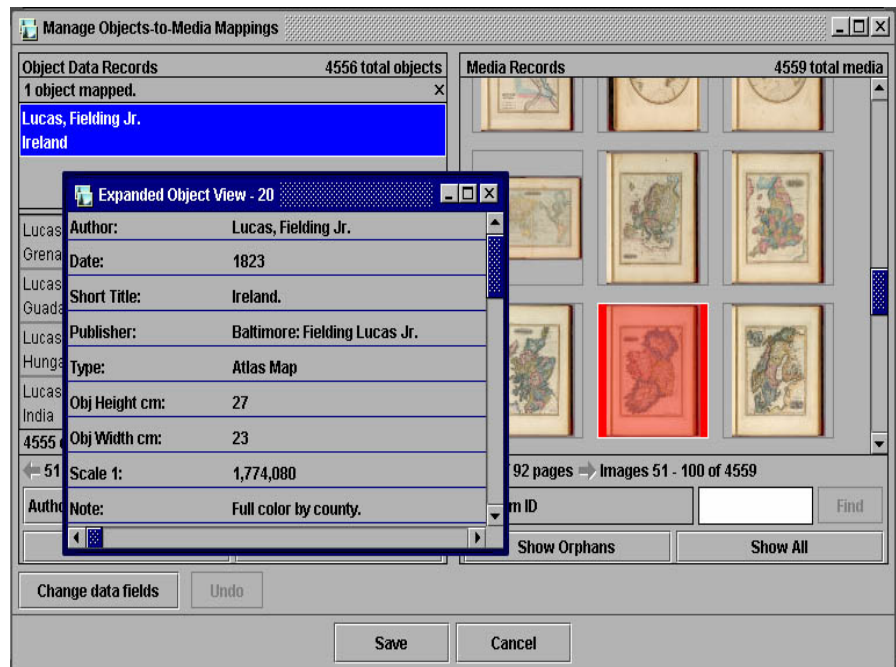 Manage Objects-to-Media Mappings
Object Data Records 4556 total objects
1 object mapped. x
Lucas, Fielding Jr.
Ireland
Lucas
Grena
Lucas
Guada
Lucas
Hunga
Lucas
India
4555
51
Autho
Expanded Object View - 20
Author: Lucas, Fielding Jr.
Date: 1823
Short Title: Ireland.
Publisher: Baltimore: Fielding Lucas Jr.
Type: Atlas Map
Obj Height cm: 27
Obj Width cm: 23
Scale 1: 1,774,080
Note: Full color by county.
Media Records 4559 total media
92 pages Images 51 - 100 of 4559
m ID Find
Show Orphans Show All
Change data fields Undo
Save Cancel